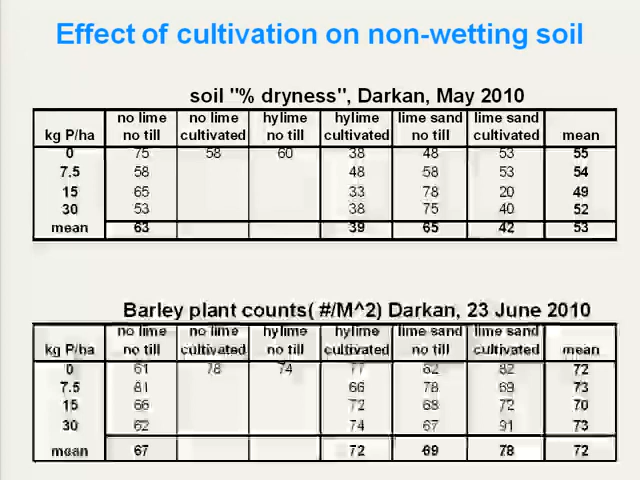 Effect of cultivation on non-wetting soil
soil "% dryness", Darkan, May 2010
kg P/ha no lime no till no lime cultivated hylime no till hylime cultivated lime sand no till lime sand cultivated mean
0 75 58 60 38 48 53 55
7.5 58 48 58 53 54
15 65 33 78 20 49
30 53 38 75 40 52
mean 63 39 65 42 53
Barley plant counts( #/M^2) Darkan, 23 June 2010
kg P/ha no lime no till no lime cultivated hylime no till hylime cultivated lime sand no till lime sand cultivated mean
0 61 78 74 77 62 82 72
7.5 81 66 78 69 73
15 66 72 68 72 70
30 62 74 67 91 73
mean 67 72 69 78 72